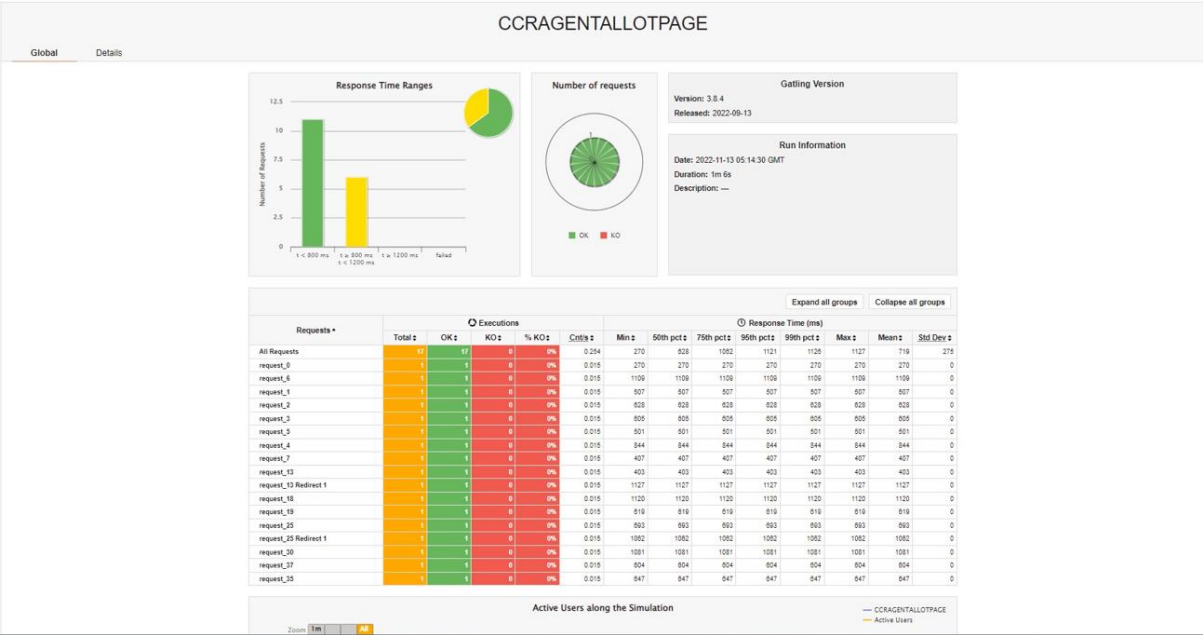 CCRAGENTALLOTPAGE
Global Details
Response Time Ranges
12.5
10
7.5
5
2.5
0
Number of Requests
t < 800 ms t ≥ 800 ms t ≥ 1200 ms failed
t < 1200 ms
Number of requests
1
OK KO
Gatling Version
Version: 3.8.4
Released: 2022-09-13
Run Information
Date: 2022-11-13 05:14:30 GMT
Duration: 1m 6s
Description: —
Expand all groups Collapse all groups
Requests Executions Response Time (ms)
Total OK KO % KO Cnt/s Min 50th pct 75th pct 95th pct 99th pct Max Mean Std Dev
All Requests 17 17 0 0% 0.254 270 628 1062 1121 1126 1127 719 275
request_0 1 1 0 0% 0.015 270 270 270 270 270 270 270 0
request_6 1 1 0 0% 0.015 1109 1109 1109 1109 1109 1109 1109 0
request_1 1 1 0 0% 0.015 507 507 507 507 507 507 507 0
request_2 1 1 0 0% 0.015 628 628 628 628 628 628 628 0
request_3 1 1 0 0% 0.015 605 605 605 605 605 605 605 0
request_5 1 1 0 0% 0.015 501 501 501 501 501 501 501 0
request_4 1 1 0 0% 0.015 844 844 844 844 844 844 844 0
request_7 1 1 0 0% 0.015 407 407 407 407 407 407 407 0
request_13 1 1 0 0% 0.015 403 403 403 403 403 403 403 0
request_13 Redirect 1 1 1 0 0% 0.015 1127 1127 1127 1127 1127 1127 1127 0
request_18 1 1 0 0% 0.015 1120 1120 1120 1120 1120 1120 1120 0
request_19 1 1 0 0% 0.015 619 619 619 619 619 619 619 0
request_25 1 1 0 0% 0.015 693 693 693 693 693 693 693 0
request_25 Redirect 1 1 1 0 0% 0.015 1062 1062 1062 1062 1062 1062 1062 0
request_30 1 1 0 0% 0.015 1081 1081 1081 1081 1081 1081 1081 0
request_37 1 1 0 0% 0.015 604 604 604 604 604 604 604 0
request_35 1 1 0 0% 0.015 647 647 647 647 647 647 647 0
Active Users along the Simulation
CCRAGENTALLOTPAGE
Active Users
Zoom 1m All